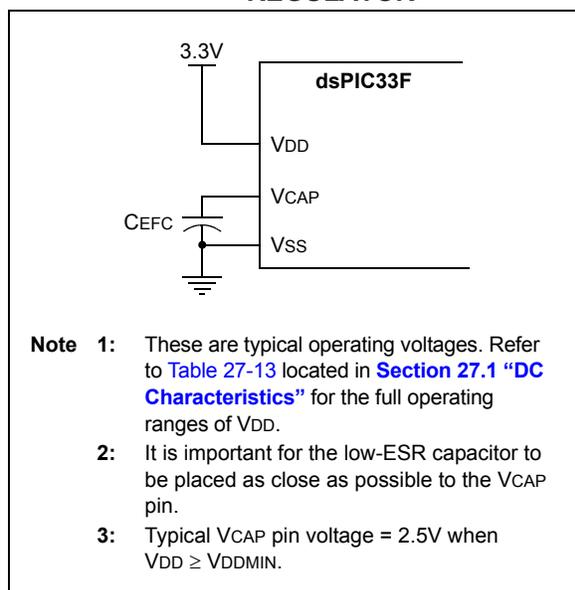 3.3V
dsPIC33F
VDD
VCAP
CEFC
VSS
Note 1: These are typical operating voltages. Refer
to Table 27-13 located in Section 27.1 “DC
Characteristics” for the full operating
ranges of VDD.
2: It is important for the low-ESR capacitor to
be placed as close as possible to the VCAP
pin.
3: Typical VCAP pin voltage = 2.5V when
VDD ≥ VDDMIN.